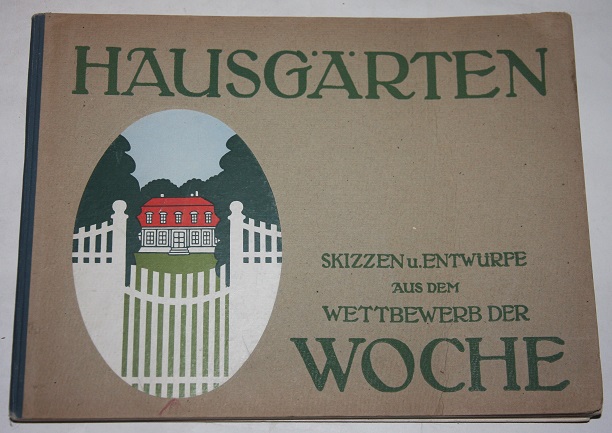 HAUSGÄRTEN
SKIZZEN u. ENTWURFE
AUS DEM
WETTBEWERB DER
WOCHE